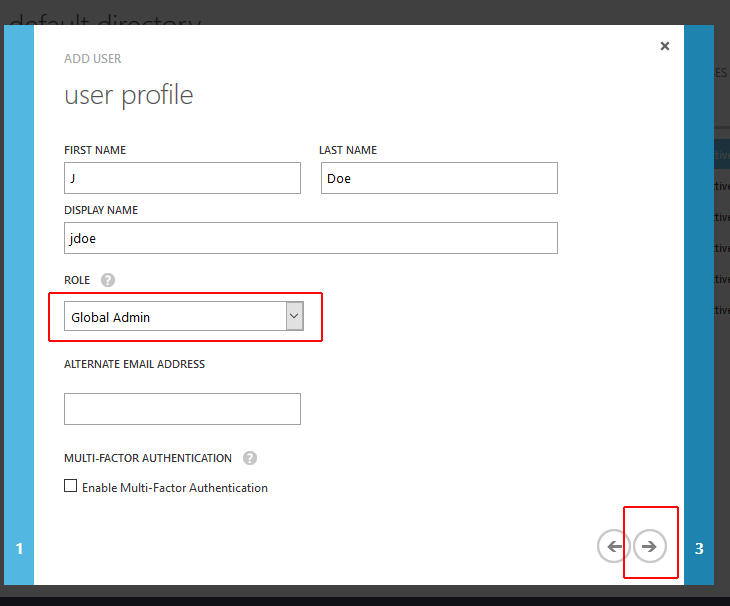 default directory
ADD USER
user profile
FIRST NAME LAST NAME
J Doe
DISPLAY NAME
jdoe
ROLE ?
Global Admin
ALTERNATE EMAIL ADDRESS
MULTI-FACTOR AUTHENTICATION ?
Enable Multi-Factor Authentication
1 3